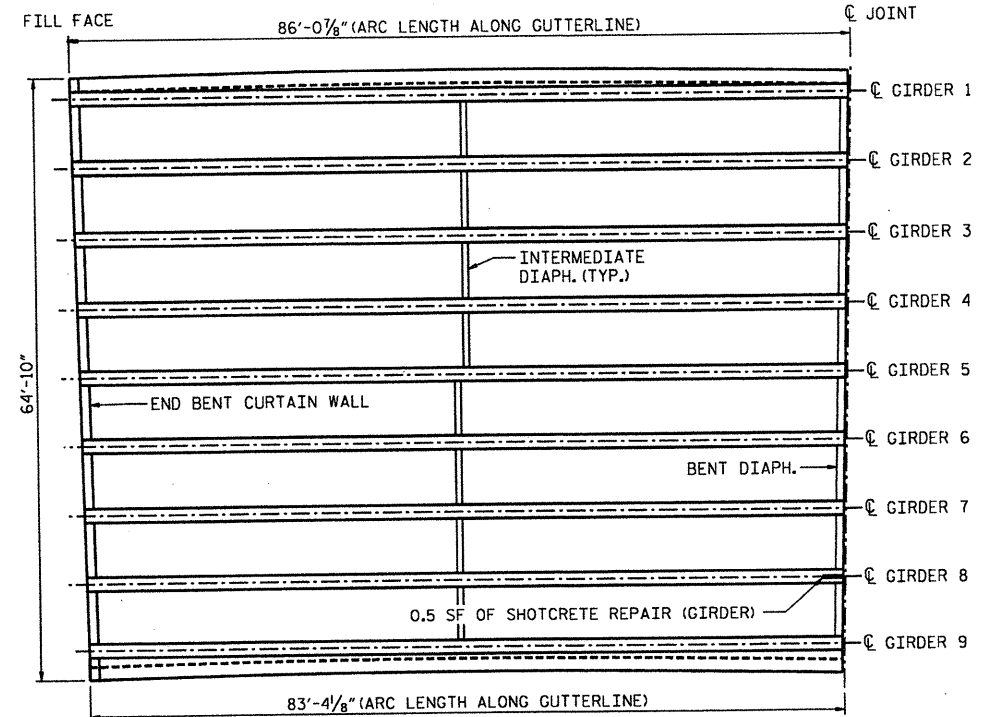 FILL FACE
86'-0⅞" (ARC LENGTH ALONG GUTTERLINE)
℄ JOINT
℄ GIRDER 1
℄ GIRDER 2
℄ GIRDER 3
INTERMEDIATE
DIAPH. (TYP.)
℄ GIRDER 4
64'-10"
℄ GIRDER 5
END BENT CURTAIN WALL
℄ GIRDER 6
BENT DIAPH.
℄ GIRDER 7
℄ GIRDER 8
0.5 SF OF SHOTCRETE REPAIR (GIRDER)
℄ GIRDER 9
83'-4⅛" (ARC LENGTH ALONG GUTTERLINE)